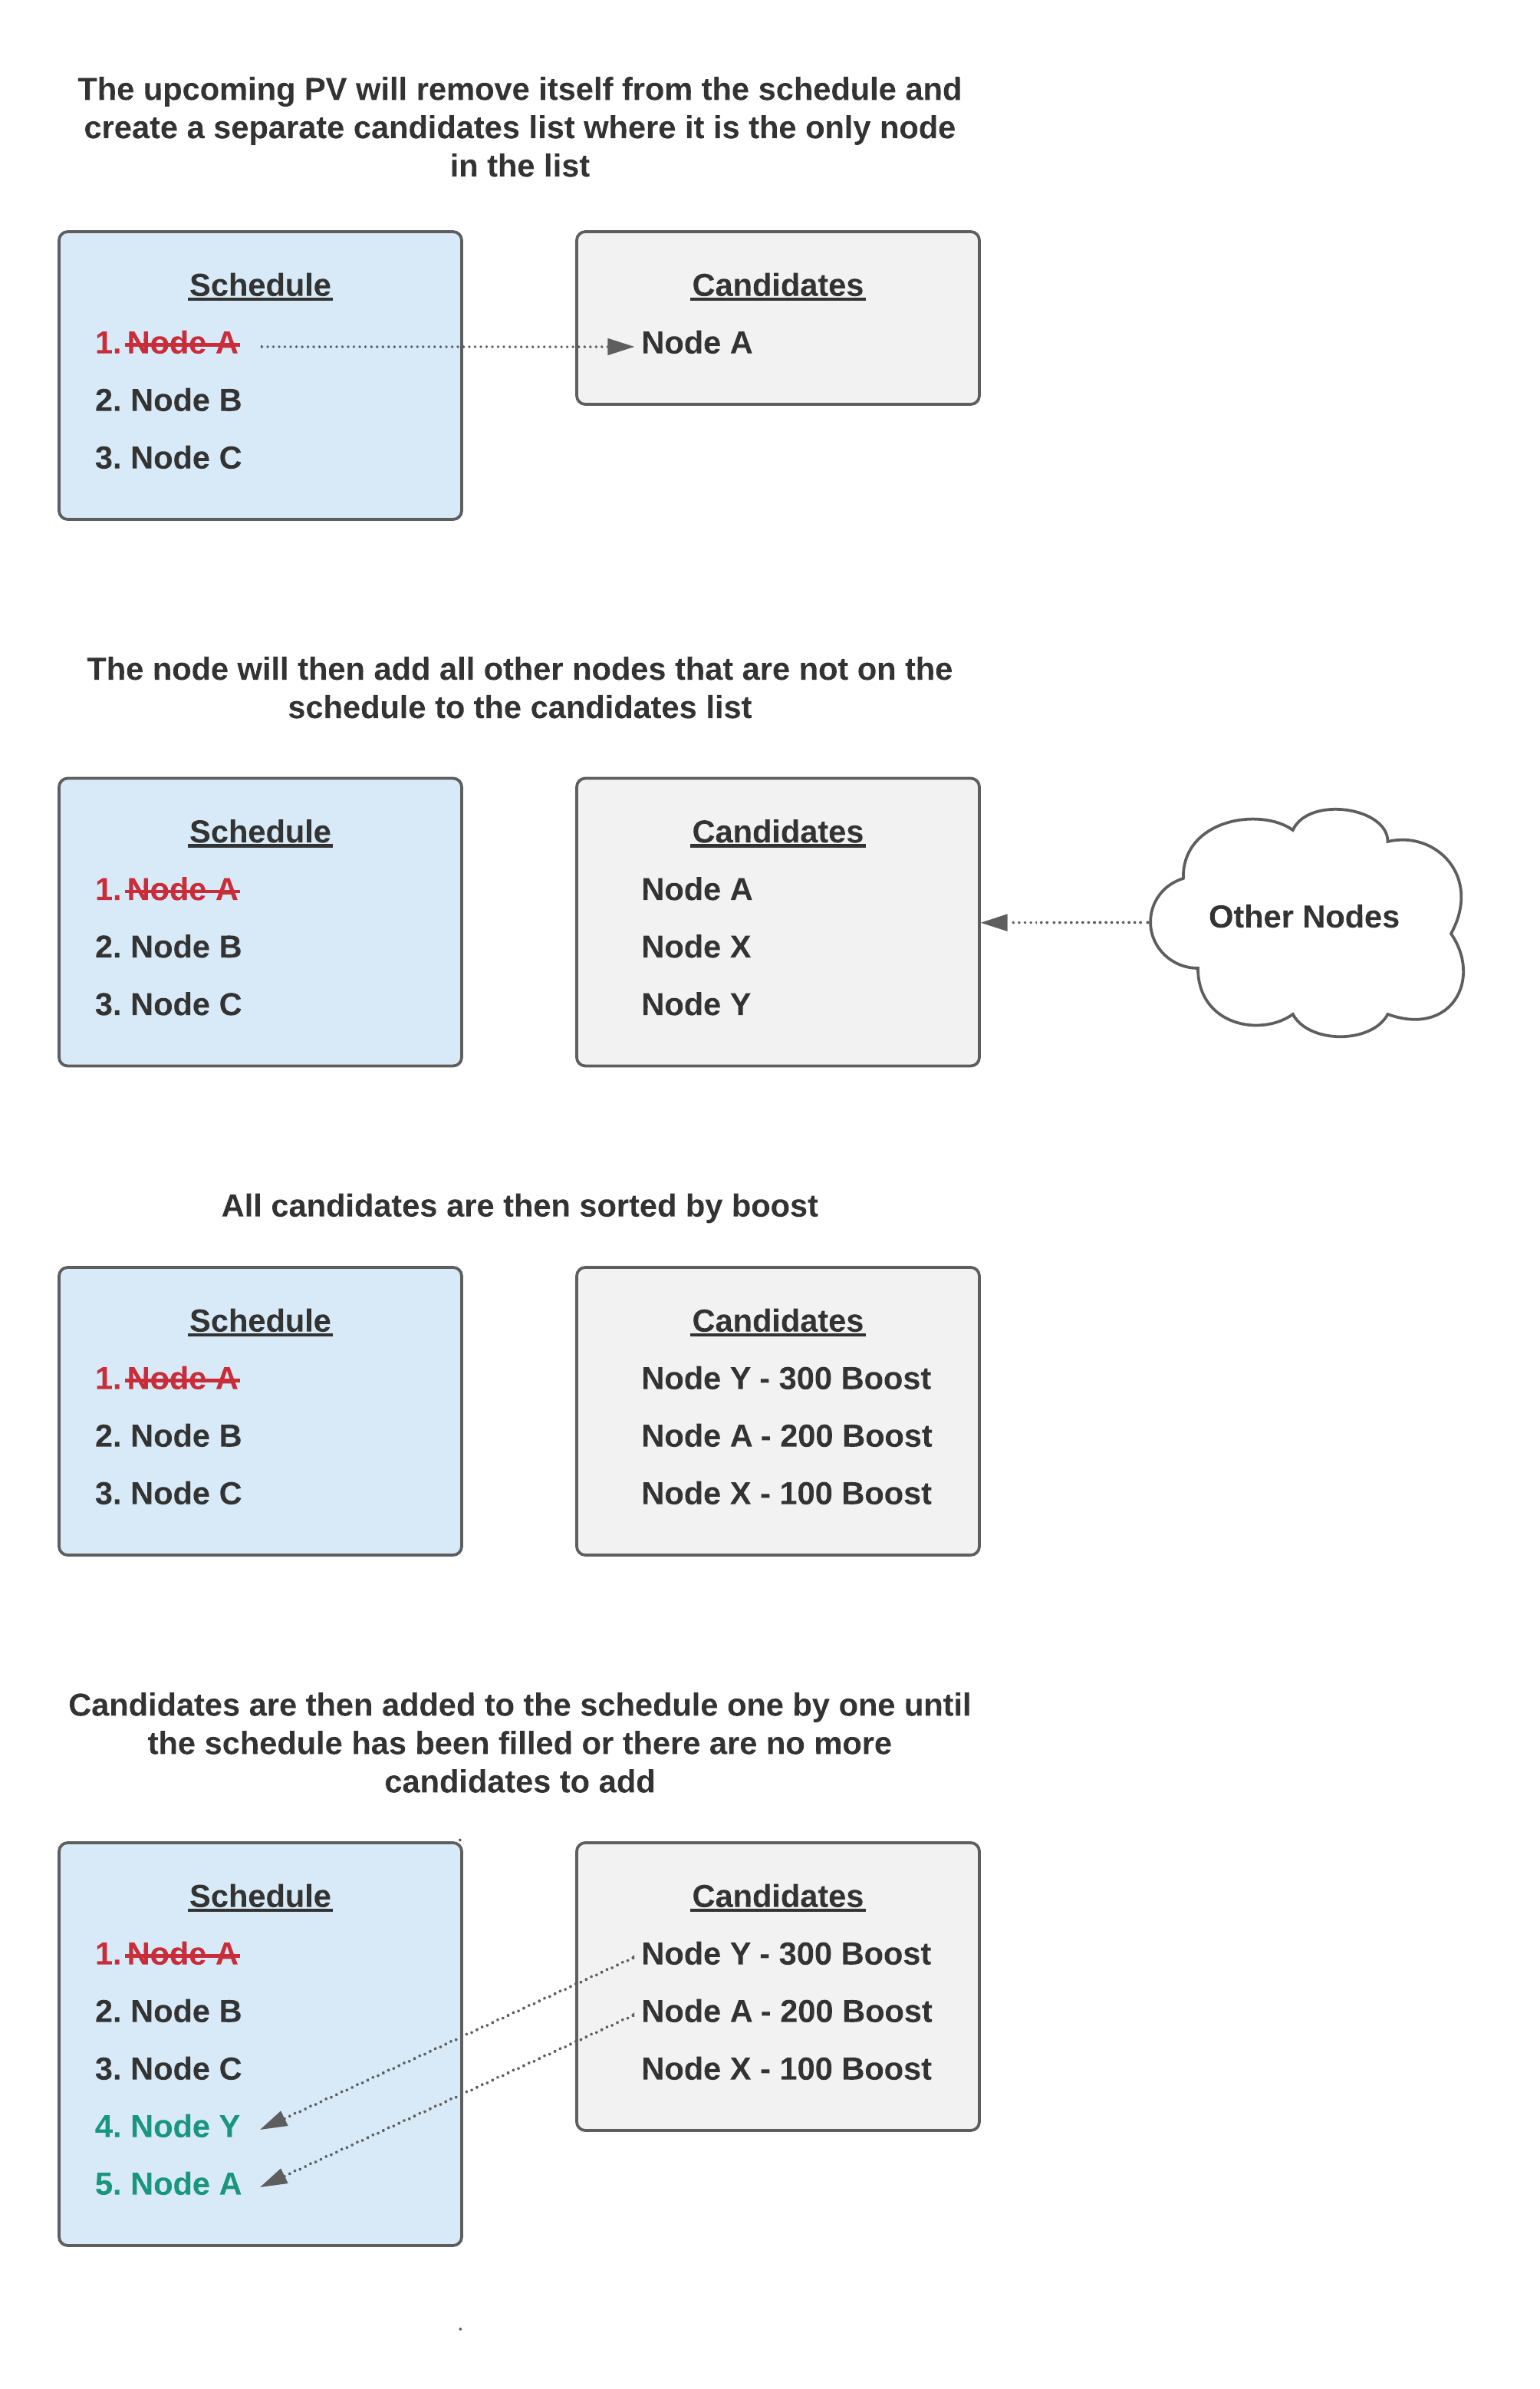 The upcoming PV will remove itself from the schedule and
create a separate candidates list where it is the only node
in the list
Schedule
1. Node A
2. Node B
3. Node C
Candidates
Node A
The node will then add all other nodes that are not on the
schedule to the candidates list
Schedule
1. Node A
2. Node B
3. Node C
Candidates
Node A
Node X
Node Y
Other Nodes
All candidates are then sorted by boost
Schedule
1. Node A
2. Node B
3. Node C
Candidates
Node Y - 300 Boost
Node A - 200 Boost
Node X - 100 Boost
Candidates are then added to the schedule one by one until
the schedule has been filled or there are no more
candidates to add
Schedule
1. Node A
2. Node B
3. Node C
4. Node Y
5. Node A
Candidates
Node Y - 300 Boost
Node A - 200 Boost
Node X - 100 Boost